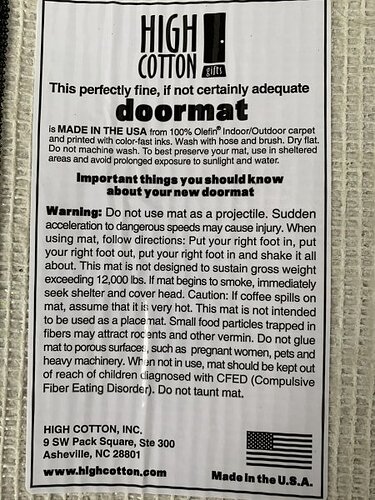 HIGH
COTTON
gifts
This perfectly fine, if not certainly adequate
doormat
is MADE IN THE USA from 100% Olefin® Indoor/Outdoor carpet
and printed with color-fast inks. Wash with hose and brush. Dry flat.
Do not machine wash. To best preserve your mat, use in sheltered
areas and avoid prolonged exposure to sunlight and water.
Important things you should know
about your new doormat
Warning: Do not use mat as a projectile. Sudden
acceleration to dangerous speeds may cause injury. When
using mat, follow directions: Put your right foot in, put
your right foot out, put your right foot in and shake it all
about. This mat is not designed to sustain gross weight
exceeding 12,000 lbs. If mat begins to smoke, immediately
seek shelter and cover head. Caution: If coffee spills on
mat, assume that it is very hot. This mat is not intended
to be used as a place mat. Small food particles trapped in
fibers may attract rodents and other vermin. Do not glue
mat to porous surfaces, such as pregnant women, pets and
heavy machinery. When not in use, mat should be kept out
of reach of children diagnosed with CFED (Compulsive
Fiber Eating Disorder). Do not taunt mat.
HIGH COTTON, INC.
9 SW Pack Square, Ste 300
Asheville, NC 28801
www.highcotton.com
Made in the U.S.A.